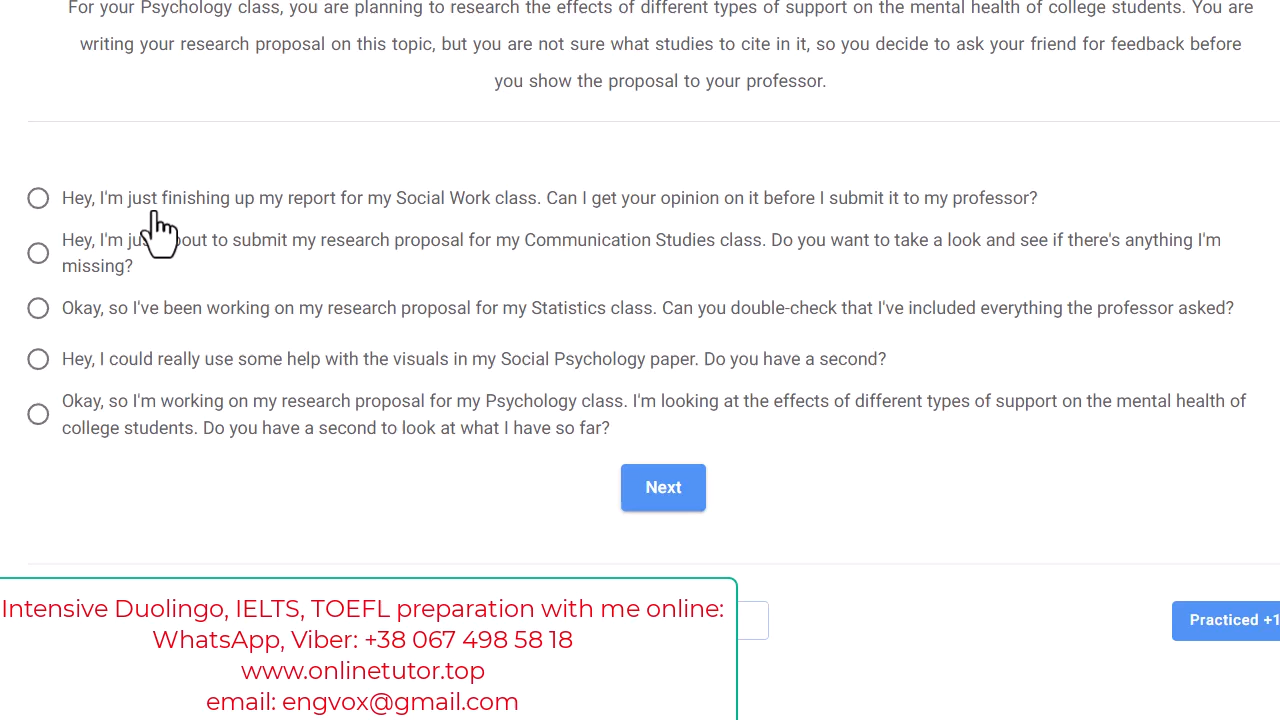 For your Psychology class, you are planning to research the effects of different types of support on the mental health of college students. You are
writing your research proposal on this topic, but you are not sure what studies to cite in it, so you decide to ask your friend for feedback before
you show the proposal to your professor.
Hey, I'm just finishing up my report for my Social Work class. Can I get your opinion on it before I submit it to my professor?
Hey, I'm to submit my research proposal for my Communication Studies class. Do you want to take a look and see if there's anything I'm
missing?
Okay, so I've been working on my research proposal for my Statistics class. Can you double-check that I've included everything the professor asked?
Hey, I could really use some help with the visuals in my Social Psychology paper. Do you have a second?
Okay, so I'm working on my research proposal for my Psychology class. I'm looking at the effects of different types of support on the mental health of
college students. Do you have a second to look at what I have so far?
Next
Intensive Duolingo, IELTS, TOEFL preparation with me online:
WhatsApp, Viber: +38 067 498 58 18
www.onlinetutor.top
email: engvox@gmail.com
Practiced +1